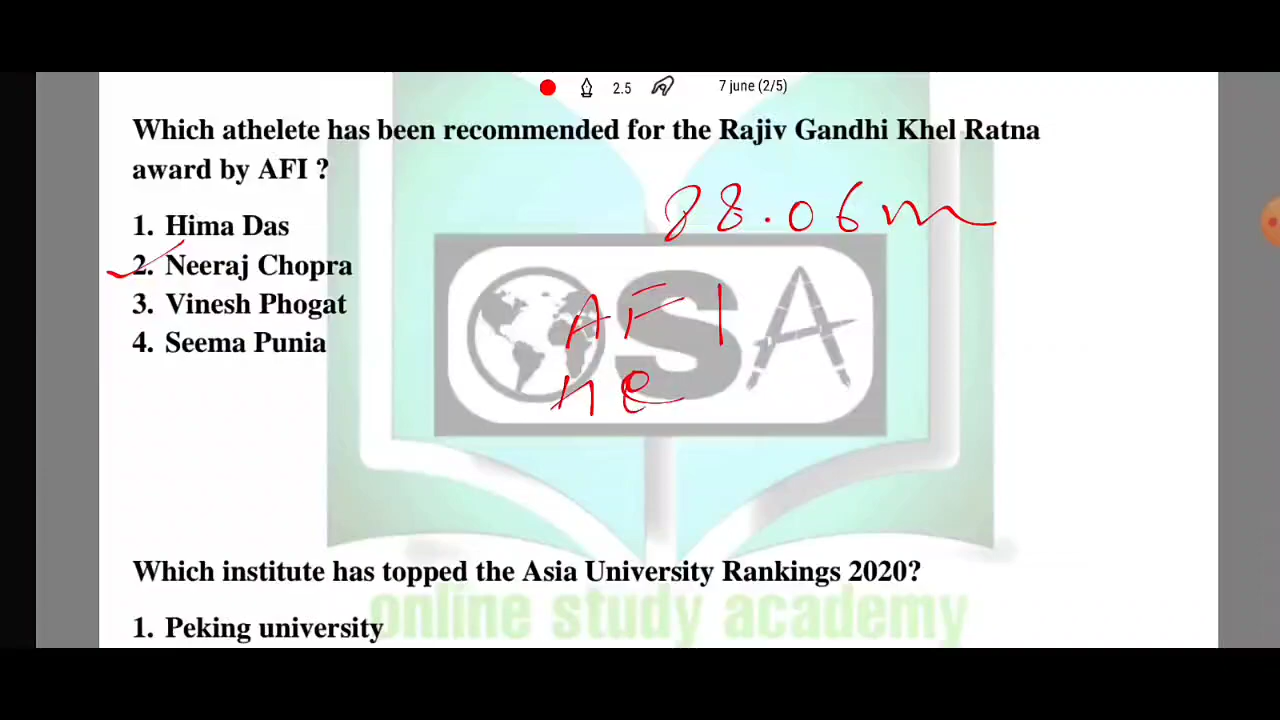 2.5 7 june (2/5)
Which athelete has been recommended for the Rajiv Gandhi Khel Ratna
award by AFI ?
88.06m
1. Hima Das
2. Neeraj Chopra
3. Vinesh Phogat
4. Seema Punia
OSA
AFI
Which institute has topped the Asia University Rankings 2020?
online study academy
1. Peking university